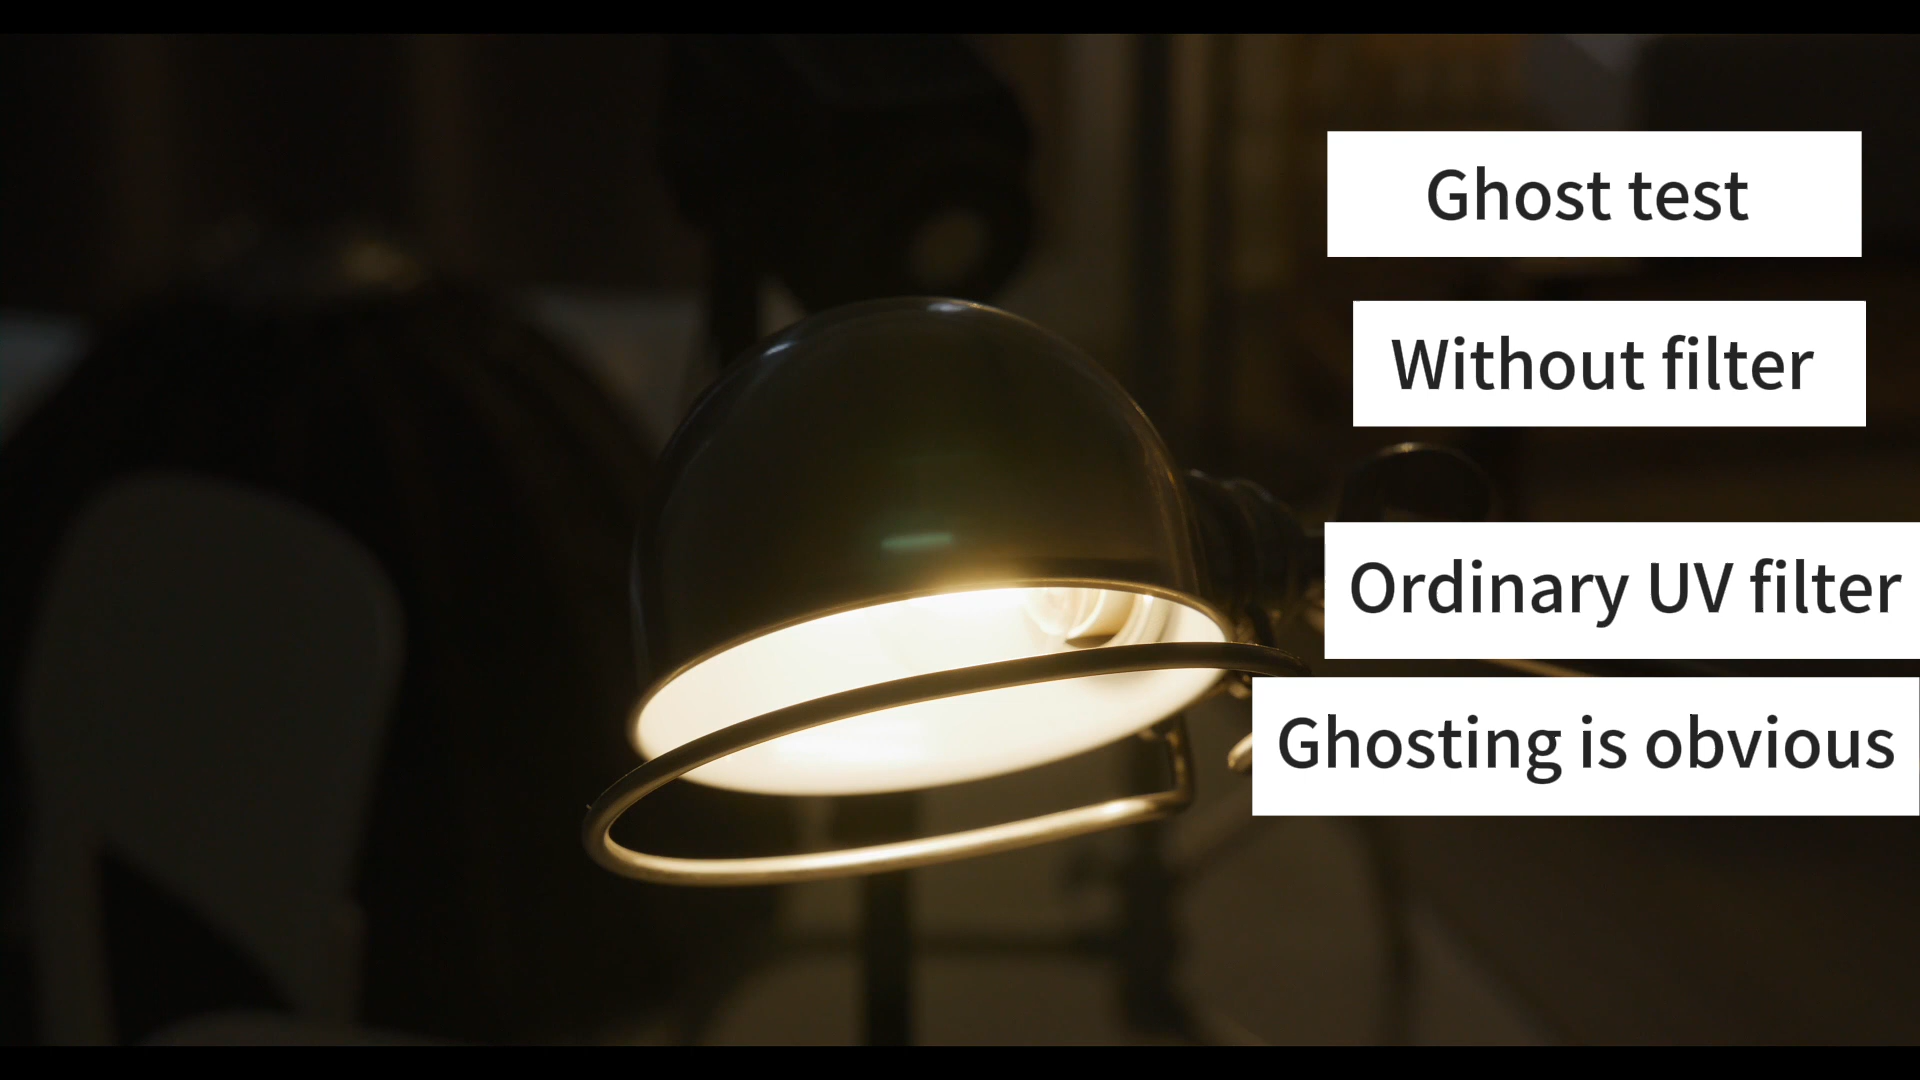 Ghost test
Without filter
Ordinary UV filter
Ghosting is obvious